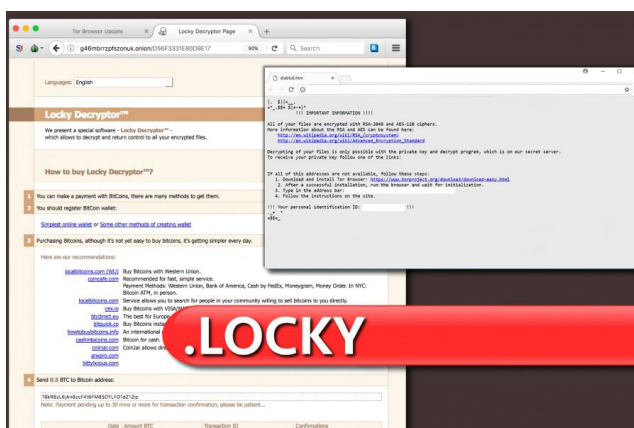 Tor Browser Update
Locky Decryptor Page
g46mbrrzpfszonuk.onion/D56F3331E80D9E17
90%
Search
Languages: English
Locky Decryptor™
We present a special software - Locky Decryptor™ -
which allows to decrypt and return control to all your encrypted files.
How to buy Locky Decryptor™?
1 You can make a payment with BitCoins, there are many methods to get them.
2 You should register BitCoin wallet:
Simplest online wallet or Some other methods of creating wallet
3 Purchasing Bitcoins, although it's not yet easy to buy bitcoins, it's getting simpler every day.
Here are our recommendations:
localbitcoins.com (WU) Buy Bitcoins with Western Union.
coincafe.com Recommended for fast, simple service.
Payment Methods: Western Union, Bank of America, Cash by FedEx, Moneygram, Money Order. In NYC:
Bitcoin ATM, in person.
localbitcoins.com Service allows you to search for people in your community willing to sell bitcoins to you directly.
cex.io Buy Bitcoins with
btcdirect.eu The best for Europe
bitquick.co Buy Bitcoins
howtobuybitcoins.info An international
cashintocoins.com Bitcoin for cash.
coinjar.com CoinJar allows
anxpro.com
bittylicious.com
4 Send 0.5 BTC to Bitcoin address:
Note: Payment pending up to 30 mins or more for transaction confirmation, please be patient...
Date Amount BTC Transaction ID Confirmations
!!! IMPORTANT INFORMATION !!!!
All of your files are encrypted with RSA-2048 and AES-128 ciphers.
More information about the RSA and AES can be found here:
http://en.wikipedia.org/wiki/RSA_(cryptosystem)
http://en.wikipedia.org/wiki/Advanced_Encryption_Standard
Decrypting of your files is only possible with the private key and decrypt program, which is on our secret server.
To receive your private key follow one of the links:
If all of this addresses are not available, follow these steps:
1. Download and install Tor Browser: https://www.torproject.org/download/download-easy.html
2. After a successful installation, run the browser and wait for initialization.
3. Type in the address bar:
4. Follow the instructions on the site.
!!! Your personal identification ID: !!!
.LOCKY